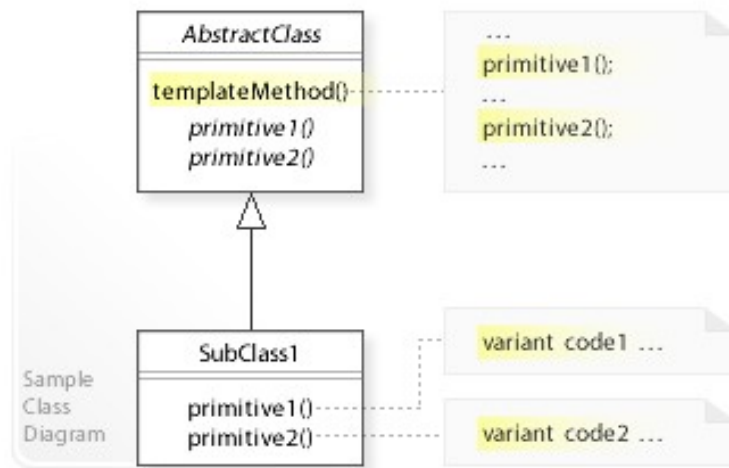 AbstractClass
templateMethod()
primitive1()
primitive2()
...
primitive1();
...
primitive2();
...
SubClass1
primitive1()
primitive2()
variant code1 ...
variant code2 ...
Sample
Class
Diagram